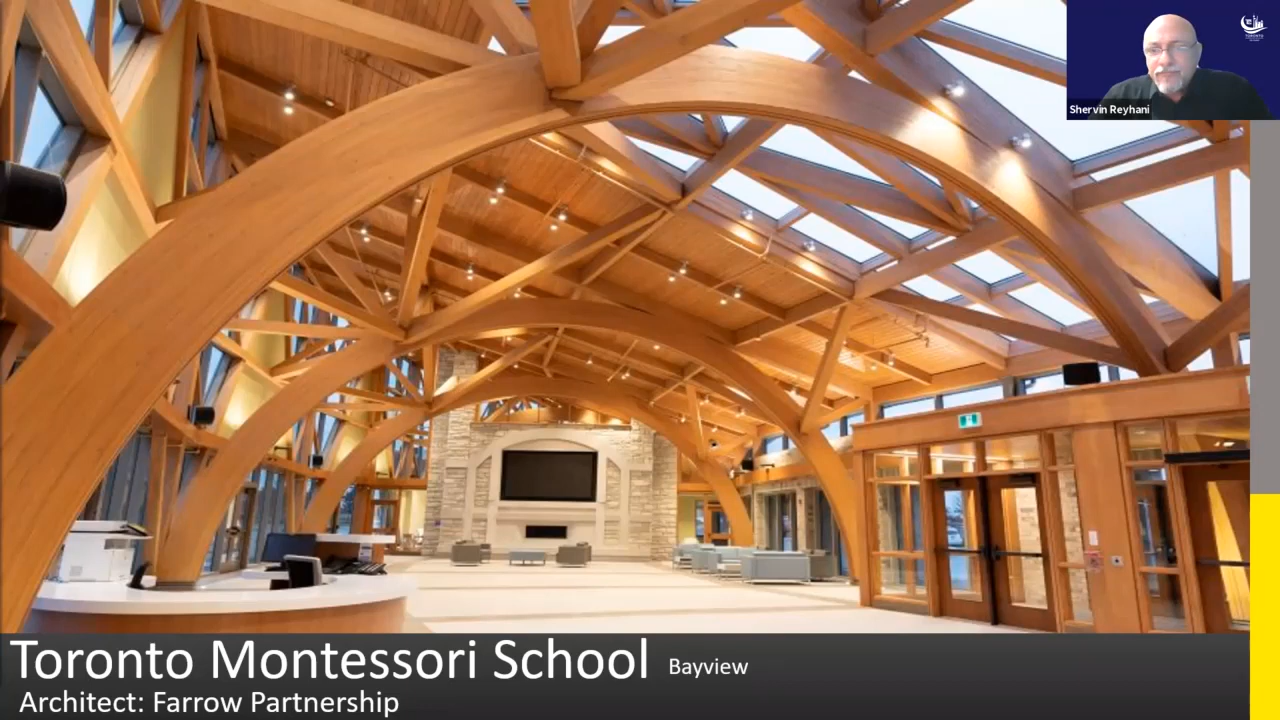 Shervin Reyhani
Toronto Montessori School Bayview
Architect: Farrow Partnership